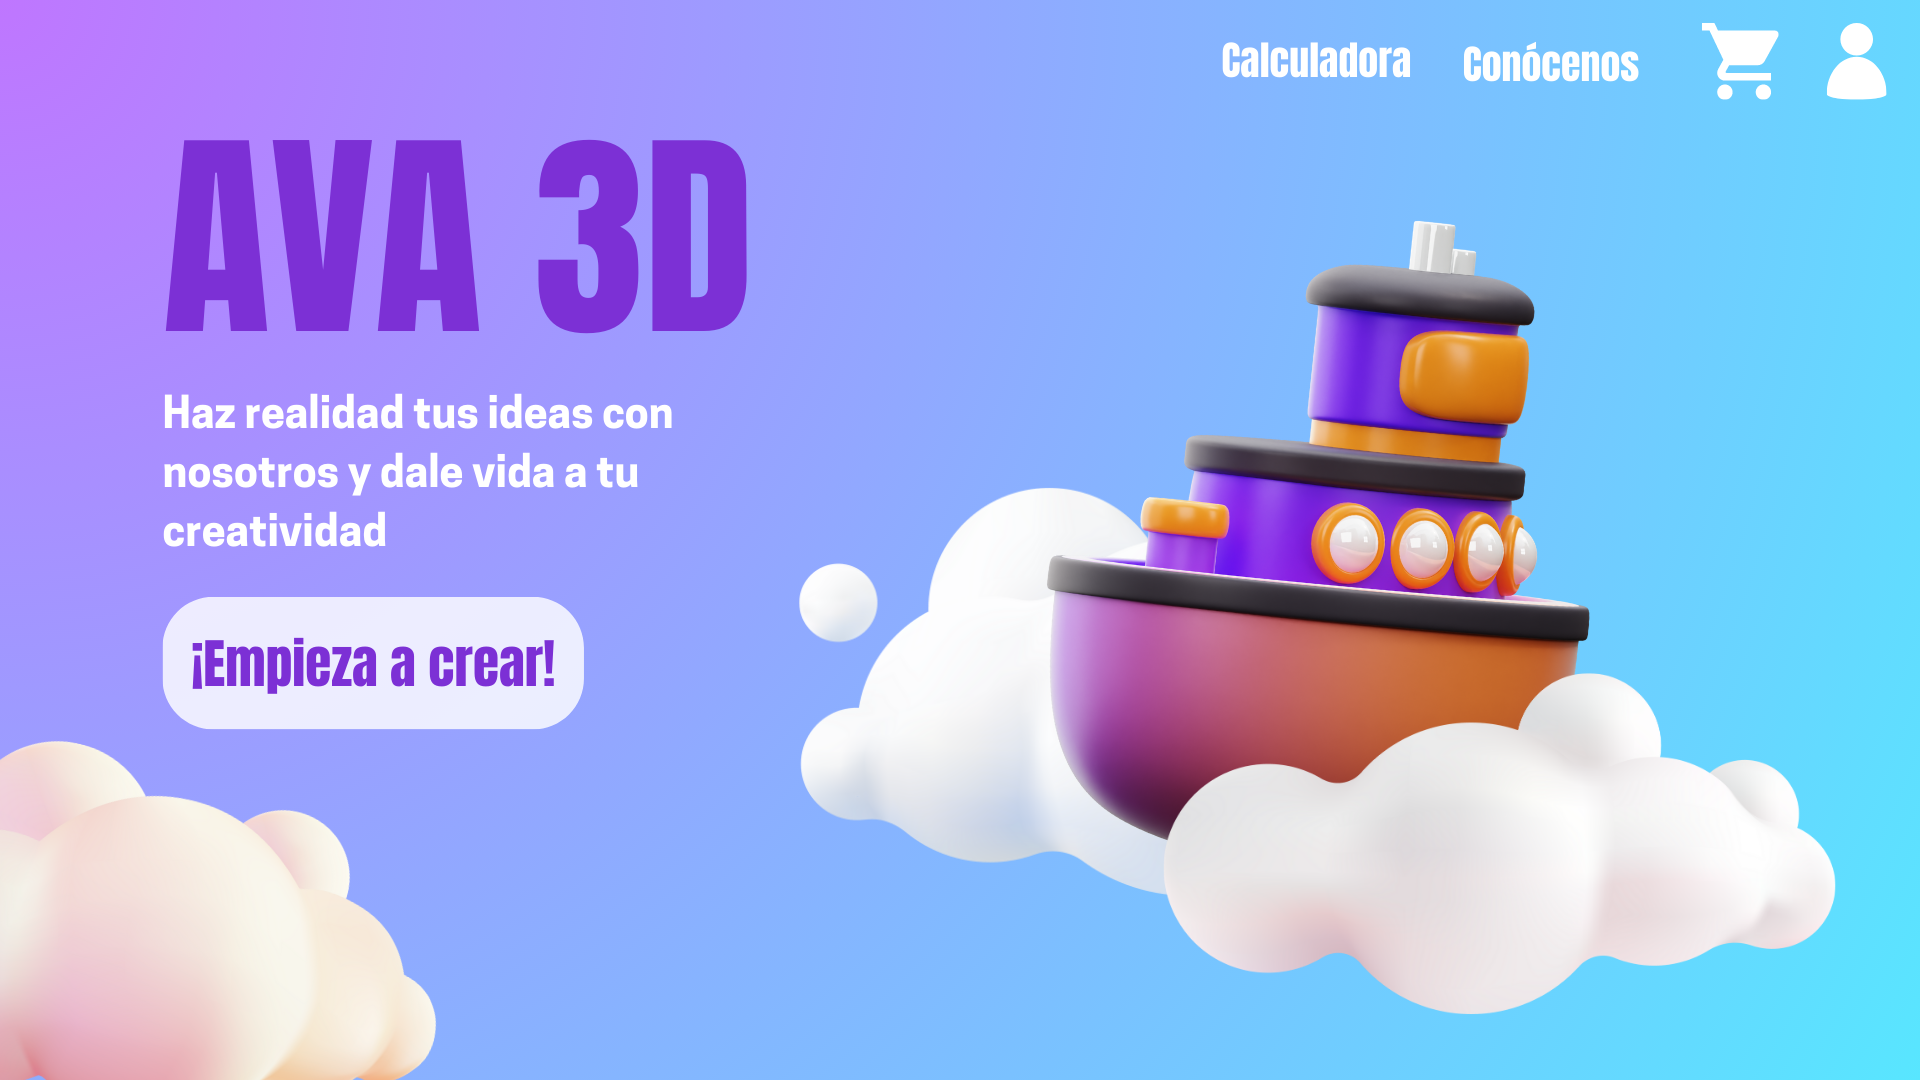 Calculadora
Conócenos
AVA 3D
Haz realidad tus ideas con
nosotros y dale vida a tu
creatividad
¡Empieza a crear!